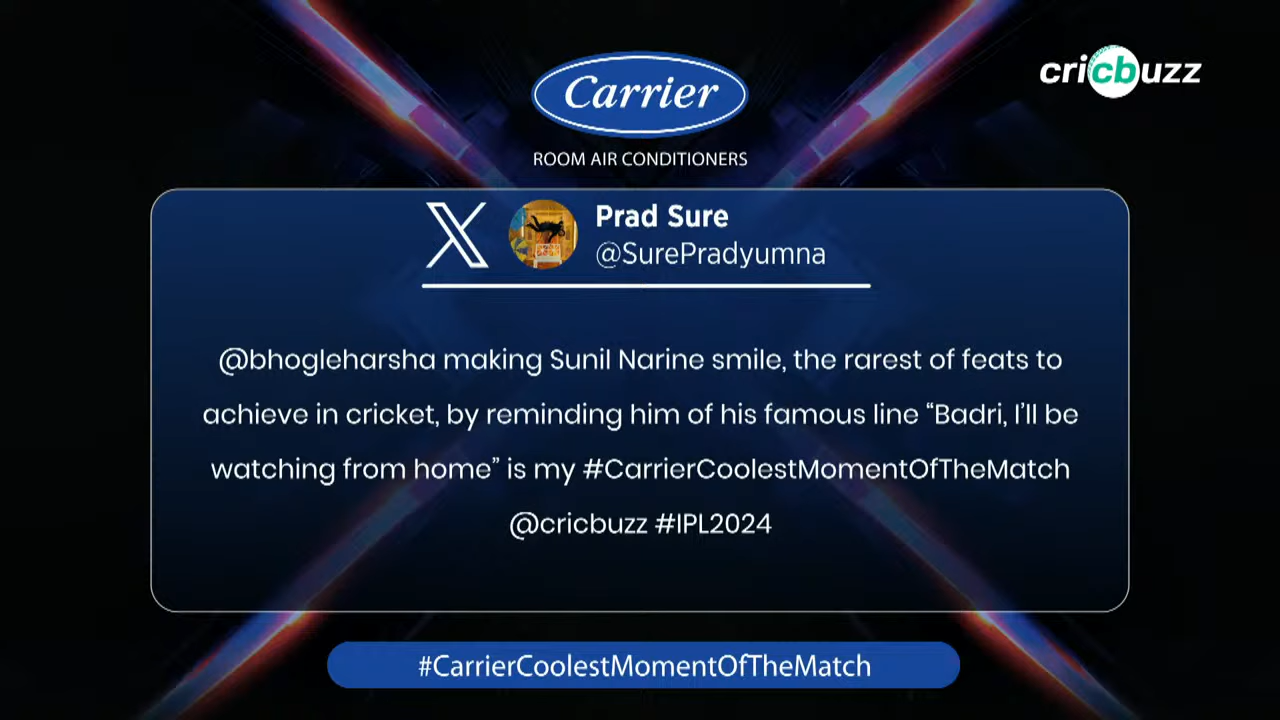 Carrier
cricbuzz
ROOM AIR CONDITIONERS
Prad Sure
@SurePradyumna
@bhogleharsha making Sunil Narine smile, the rarest of feats to
achieve in cricket, by reminding him of his famous line “Badri, I’ll be
watching from home” is my #CarrierCoolestMomentOfTheMatch
@cricbuzz #IPL2024
#CarrierCoolestMomentOfTheMatch